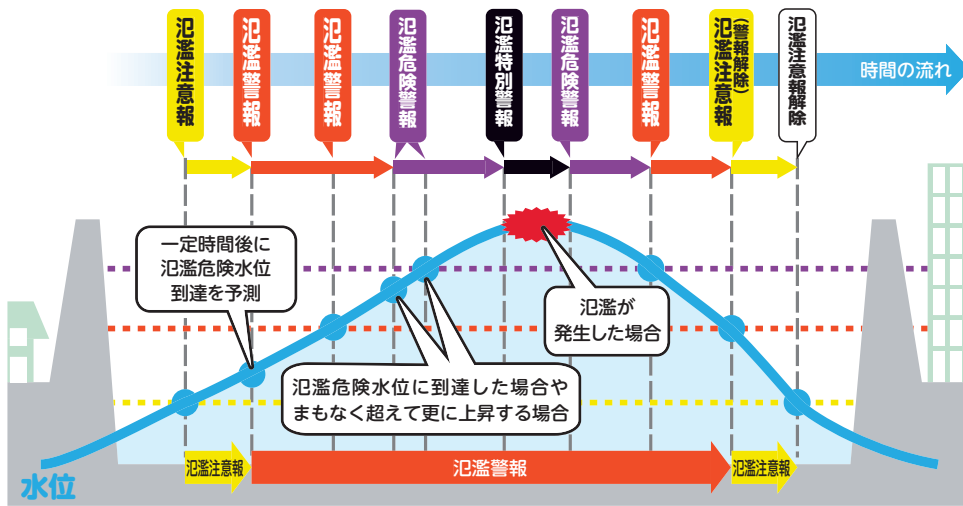 氾濫注意報
氾濫警報
氾濫警報
氾濫危険警報
氾濫特別警報
氾濫危険警報
氾濫警報
(警報解除)
氾濫注意報
氾濫注意報解除
時間の流れ
一定時間後に
氾濫危険水位
到達を予測
氾濫が
発生した場合
氾濫危険水位に到達した場合や
まもなく超えて更に上昇する場合
氾濫注意報
氾濫警報
氾濫注意報
水位